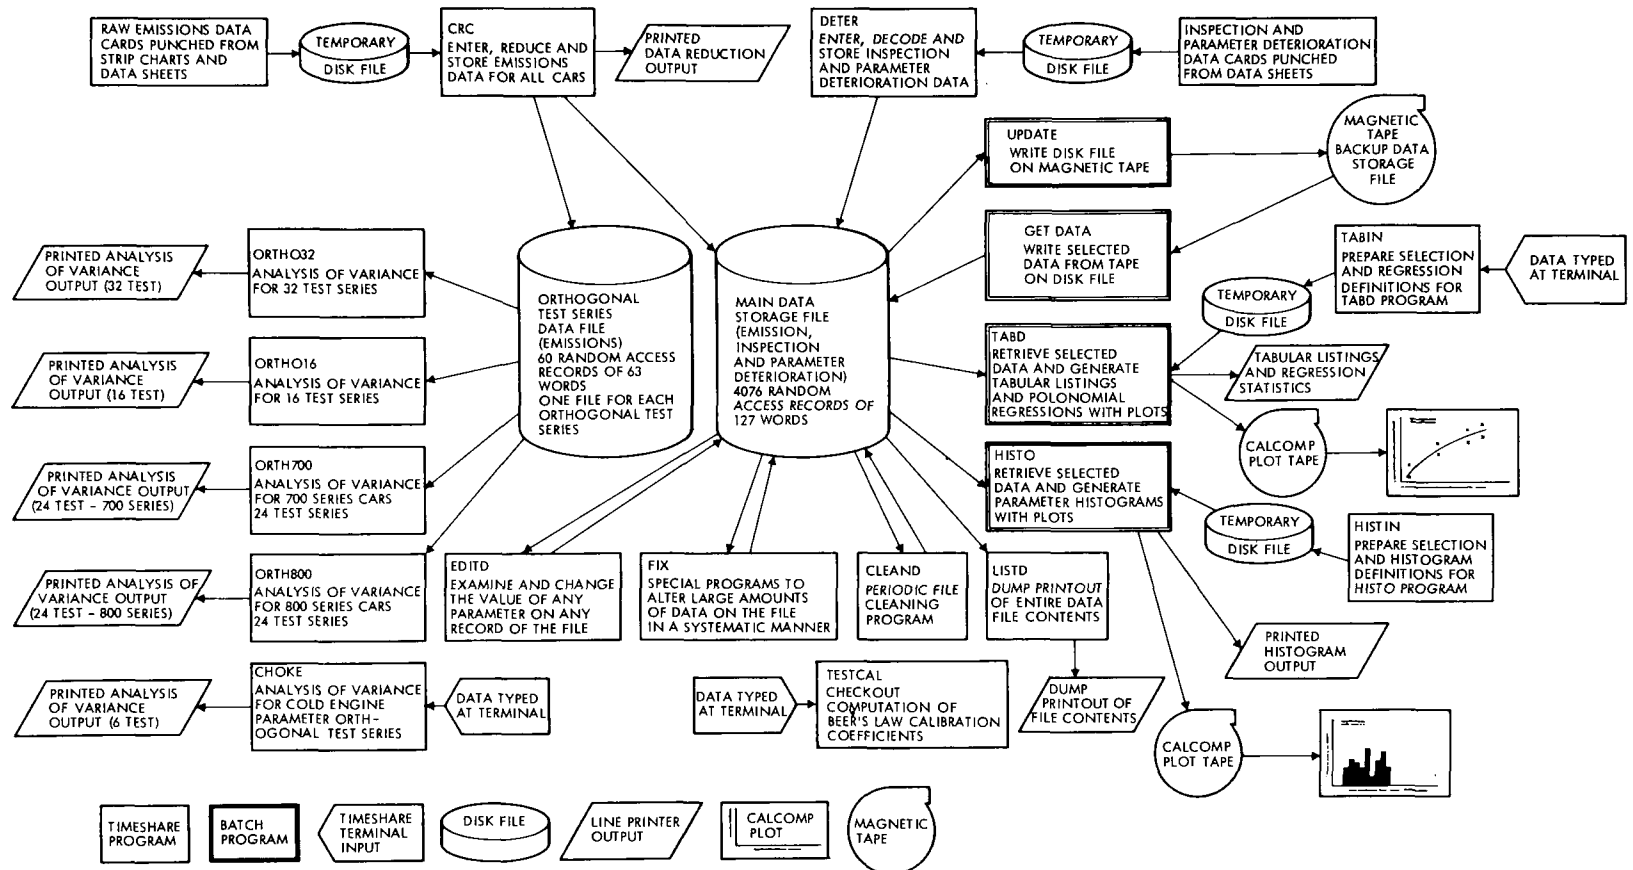 RAW EMISSIONS DATA
CARDS PUNCHED FROM
STRIP CHARTS AND
DATA SHEETS
TEMPORARY
DISK FILE
CRC
ENTER, REDUCE AND
STORE EMISSIONS
DATA FOR ALL CARS
PRINTED
DATA REDUCTION
OUTPUT
DETER
ENTER, DECODE AND
STORE INSPECTION
AND PARAMETER
DETERIORATION DATA
TEMPORARY
DISK FILE
INSPECTION AND
PARAMETER DETERIORATION
DATA CARDS PUNCHED
FROM DATA SHEETS
UPDATE
WRITE DISK FILE
ON MAGNETIC TAPE
MAGNETIC
TAPE
BACKUP DATA
STORAGE
FILE
GET DATA
WRITE SELECTED
DATA FROM TAPE
ON DISK FILE
TABIN
PREPARE SELECTION
AND REGRESSION
DEFINITIONS FOR
TABD PROGRAM
DATA TYPED
AT TERMINAL
TEMPORARY
DISK FILE
PRINTED ANALYSIS
OF VARIANCE
OUTPUT (32 TEST)
ORTHO32
ANALYSIS OF VARIANCE
FOR 32 TEST SERIES
ORTHOGONAL
TEST SERIES
DATA FILE
(EMISSIONS)
60 RANDOM ACCESS
RECORDS OF 63
WORDS
ONE FILE FOR EACH
ORTHOGONAL TEST
SERIES
MAIN DATA
STORAGE FILE
(EMISSION,
INSPECTION
AND PARAMETER
DETERIORATION)
4076 RANDOM
ACCESS RECORDS OF
127 WORDS
TABD
RETRIEVE SELECTED
DATA AND GENERATE
TABULAR LISTINGS
AND POLONOMIAL
REGRESSIONS WITH PLOTS
TABULAR LISTINGS
AND REGRESSION
STATISTICS
PRINTED ANALYSIS
OF VARIANCE
OUTPUT (16 TEST)
ORTHO16
ANALYSIS OF VARIANCE
FOR 16 TEST SERIES
CALCOMP
PLOT TAPE
PRINTED ANALYSIS
OF VARIANCE OUTPUT
(24 TEST - 700 SERIES)
ORTH700
ANALYSIS OF VARIANCE
FOR 700 SERIES CARS
24 TEST SERIES
HISTO
RETRIEVE SELECTED
DATA AND GENERATE
PARAMETER HISTOGRAMS
WITH PLOTS
TEMPORARY
DISK FILE
HISTIN
PREPARE SELECTION
AND HISTOGRAM
DEFINITIONS FOR
HISTO PROGRAM
PRINTED ANALYSIS OF
VARIANCE OUTPUT
(24 TEST - 800 SERIES)
ORTH800
ANALYSIS OF VARIANCE
FOR 800 SERIES CARS
24 TEST SERIES
EDITD
EXAMINE AND CHANGE
THE VALUE OF ANY
PARAMETER ON ANY
RECORD OF THE FILE
FIX
SPECIAL PROGRAMS TO
ALTER LARGE AMOUNTS
OF DATA ON THE FILE
IN A SYSTEMATIC MANNER
CLEAND
PERIODIC FILE
CLEANING
PROGRAM
LISTD
DUMP PRINTOUT
OF ENTIRE DATA
FILE CONTENTS
PRINTED
HISTOGRAM
OUTPUT
PRINTED ANALYSIS
OF VARIANCE
OUTPUT (6 TEST)
CHOKE
ANALYSIS OF VARIANCE
FOR COLD ENGINE
PARAMETER ORTH-
OGONAL TEST SERIES
DATA TYPED
AT TERMINAL
DATA TYPED
AT TERMINAL
TESTCAL
CHECKOUT
COMPUTATION OF
BEER'S LAW CALIBRATION
COEFFICIENTS
DUMP
PRINTOUT OF
FILE CONTENTS
CALCOMP
PLOT TAPE
TIMESHARE
PROGRAM
BATCH
PROGRAM
TIMESHARE
TERMINAL
INPUT
DISK FILE
LINE PRINTER
OUTPUT
CALCOMP
PLOT
MAGNETIC
TAPE